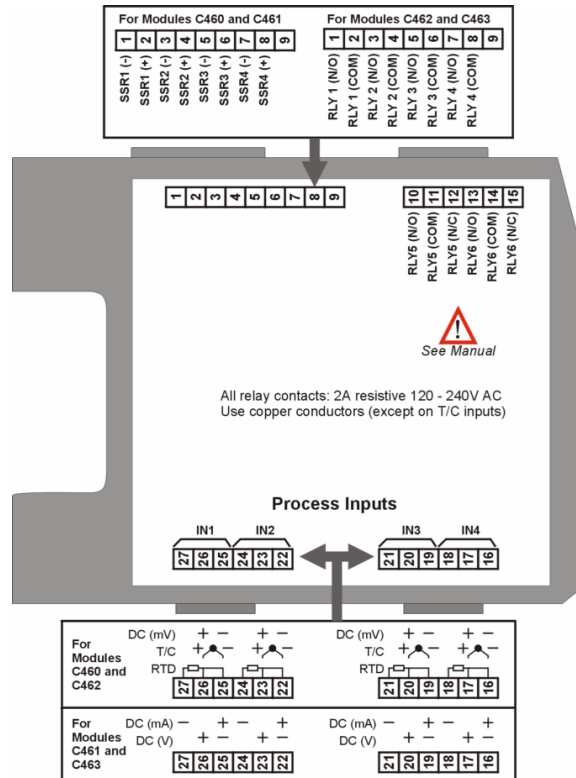 For Modules C460 and C461
1 2 3 4 5 6 7 8 9
SSR1 (-)
SSR1 (+)
SSR2 (-)
SSR2 (+)
SSR3 (-)
SSR3 (+)
SSR4 (-)
SSR4 (+)
For Modules C462 and C463
1 2 3 4 5 6 7 8 9
RLY 1 (N/O)
RLY 1 (COM)
RLY 2 (N/O)
RLY 2 (COM)
RLY 3 (N/O)
RLY 3 (COM)
RLY 4 (N/O)
RLY 4 (COM)
1 2 3 4 5 6 7 8 9
10 11 12 13 14 15
RLY5 (N/O)
RLY5 (COM)
RLY5 (N/C)
RLY6 (N/O)
RLY6 (COM)
RLY6 (N/C)
!
See Manual
All relay contacts: 2A resistive 120 - 240V AC
Use copper conductors (except on T/C inputs)
Process Inputs
IN1 IN2 IN3 IN4
27 26 25 24 23 22 21 20 19 18 17 16
For
Modules
C460 and
C462
DC (mV) + − + − DC (mV) + − + −
T/C + − + − T/C + − + −
RTD RTD
27 26 25 24 23 22 21 20 19 18 17 16
For
Modules
C461 and
C463
DC (mA) − + − + DC (mA) − + − +
DC (V) + − + − DC (V) + − + −
27 26 25 24 23 22 21 20 19 18 17 16